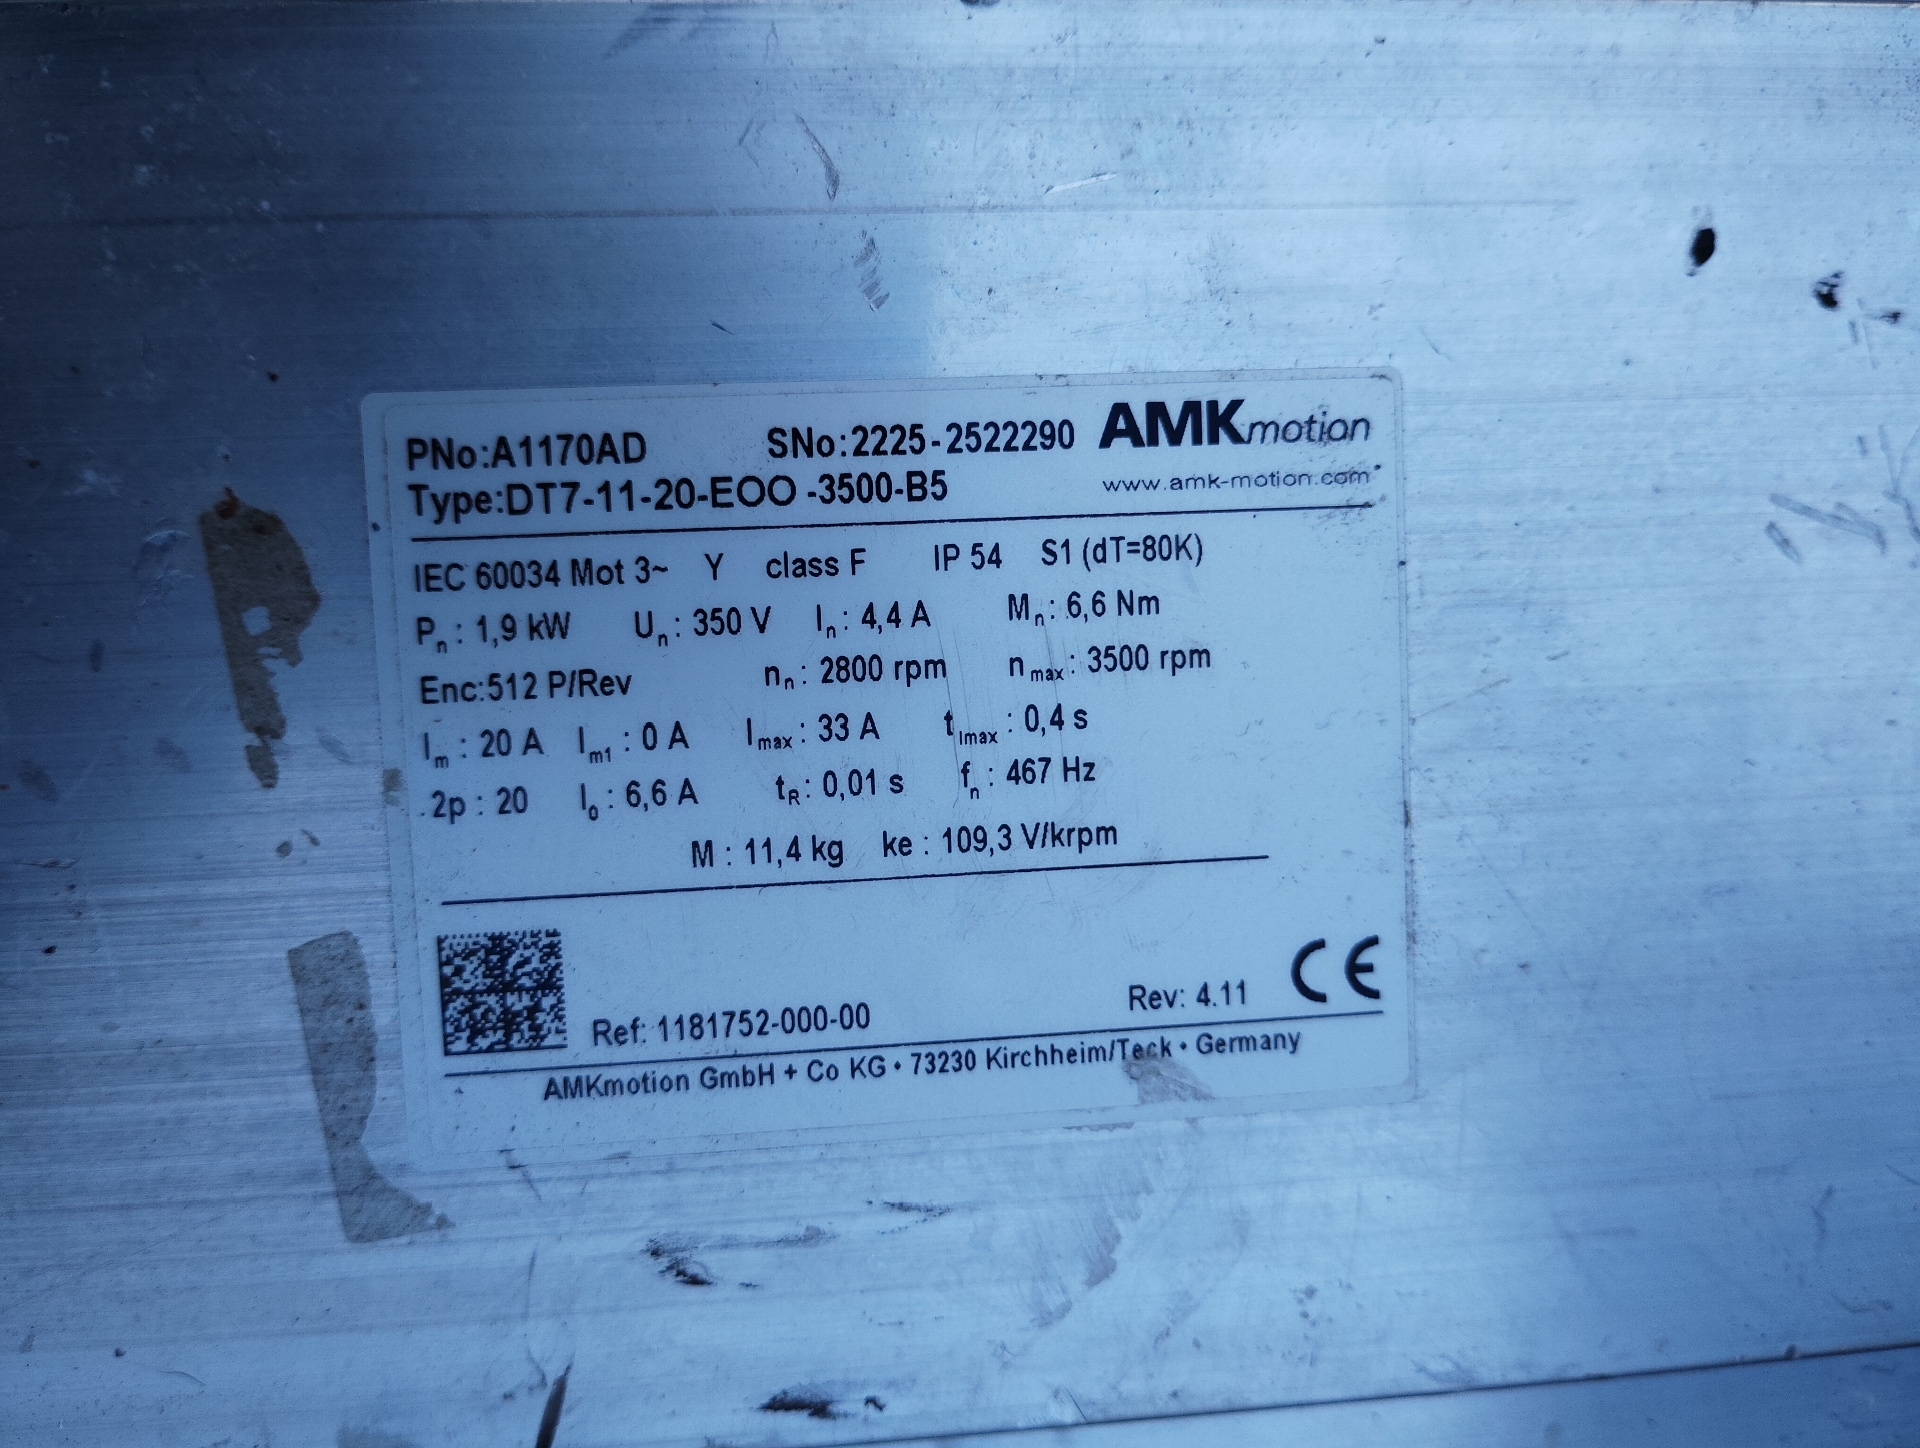 PNo:A1170AD SNo:2225-2522290 AMKmotion
Type:DT7-11-20-EOO -3500-B5 www.amk-motion.com
IEC 60034 Mot 3~ Y class F IP 54 S1 (dT=80K)
Pn : 1,9 kW Un : 350 V In : 4,4 A Mn : 6,6 Nm
Enc:512 P/Rev nn : 2800 rpm nmax : 3500 rpm
Im : 20 A Im1 : 0 A Imax : 33 A tImax : 0,4 s
2p : 20 Io : 6,6 A tR : 0,01 s fn : 467 Hz
M : 11,4 kg ke : 109,3 V/krpm
Ref: 1181752-000-00 Rev: 4.11 CE
AMKmotion GmbH + Co KG • 73230 Kirchheim/Teck • Germany